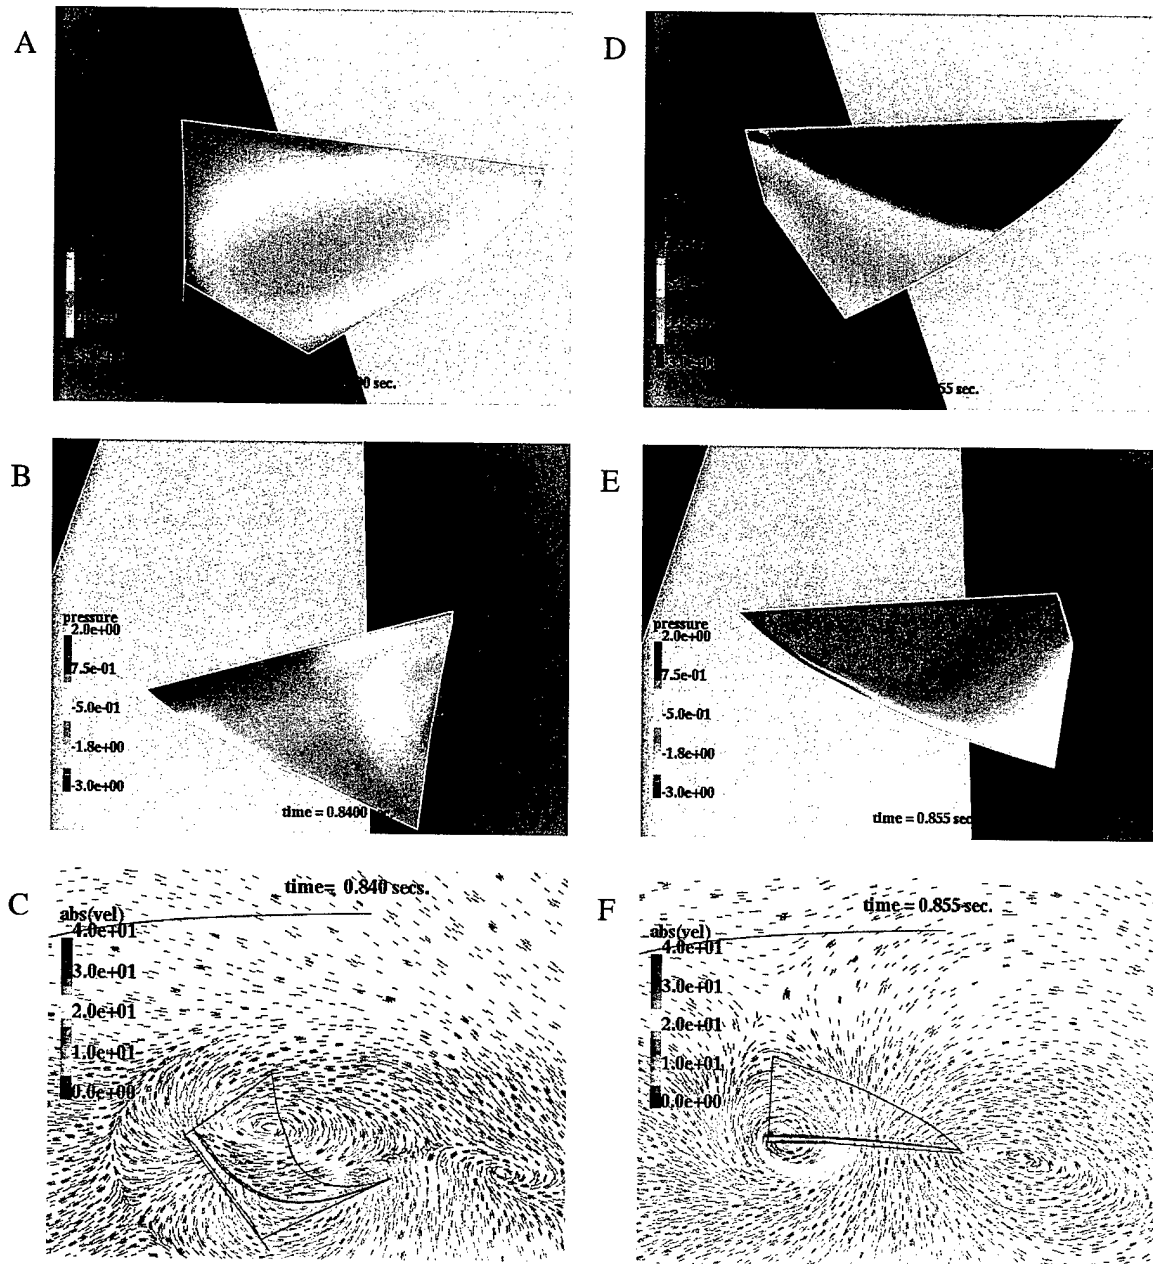 A
0 sec.
D
55 sec.
B
pressure
2.0e+00
7.5e-01
-5.0e-01
-1.8e+00
-3.0e+00
time = 0.8400
E
pressure
2.0e+00
7.5e-01
-5.0e-01
-1.8e+00
-3.0e+00
time = 0.855 sec
C
time= 0.840 secs.
abs(vel)
4.0e+01
3.0e+01
2.0e+01
1.0e+01
0.0e+00
F
time = 0.855 sec.
abs(vel)
4.0e+01
3.0e+01
2.0e+01
1.0e+01
0.0e+00